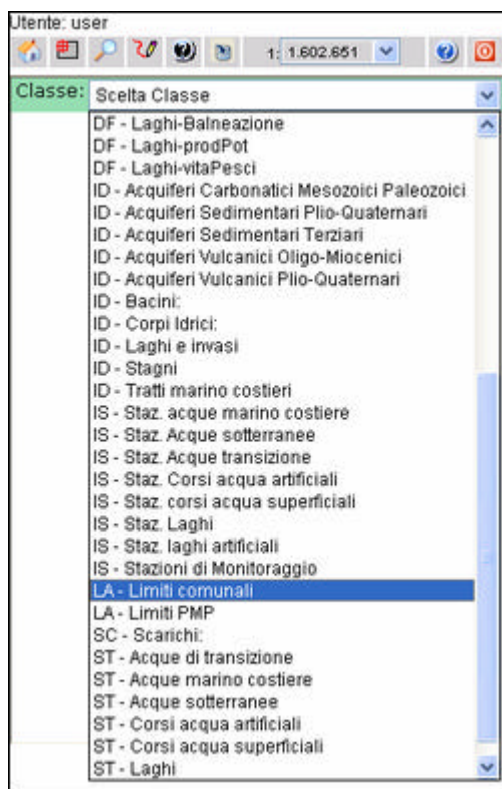 Utente: user
1: 1.602.651
Classe: Scelta Classe
DF - Laghi-Balneazione
DF - Laghi-prodPot
DF - Laghi-vitaPesci
ID - Acquiferi Carbonatici Mesozoici Paleozoici
ID - Acquiferi Sedimentari Plio-Quaternari
ID - Acquiferi Sedimentari Terziari
ID - Acquiferi Vulcanici Oligo-Miocenici
ID - Acquiferi Vulcanici Plio-Quaternari
ID - Bacini:
ID - Corpi Idrici:
ID - Laghi e invasi
ID - Stagni
ID - Tratti marino costieri
IS - Staz. acque marino costiere
IS - Staz. Acque sotterranee
IS - Staz. Acque transizione
IS - Staz. Corsi acqua artificiali
IS - Staz. corsi acqua superficiali
IS - Staz. Laghi
IS - Staz. laghi artificiali
IS - Stazioni di Monitoraggio
LA - Limiti comunali
LA - Limiti PMP
SC - Scarichi:
ST - Acque di transizione
ST - Acque marino costiere
ST - Acque sotterranee
ST - Corsi acqua artificiali
ST - Corsi acqua superficiali
ST - Laghi